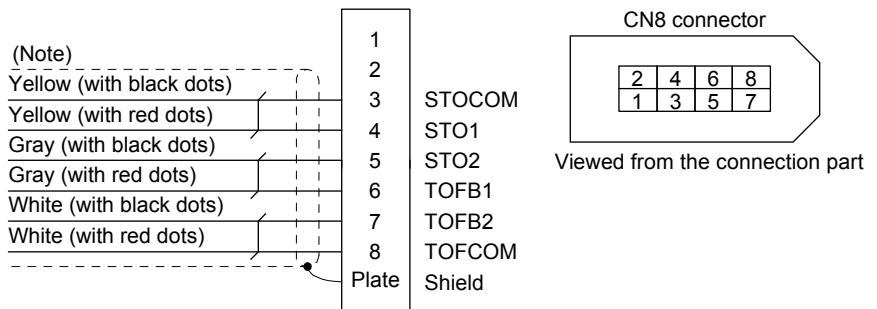 (Note)
Yellow (with black dots)
Yellow (with red dots)
Gray (with black dots)
Gray (with red dots)
White (with black dots)
White (with red dots)
1
2
3 STOCOM
4 STO1
5 STO2
6 TOFB1
7 TOFB2
8 TOFCOM
Plate Shield
CN8 connector
2 4 6 8
1 3 5 7
Viewed from the connection part